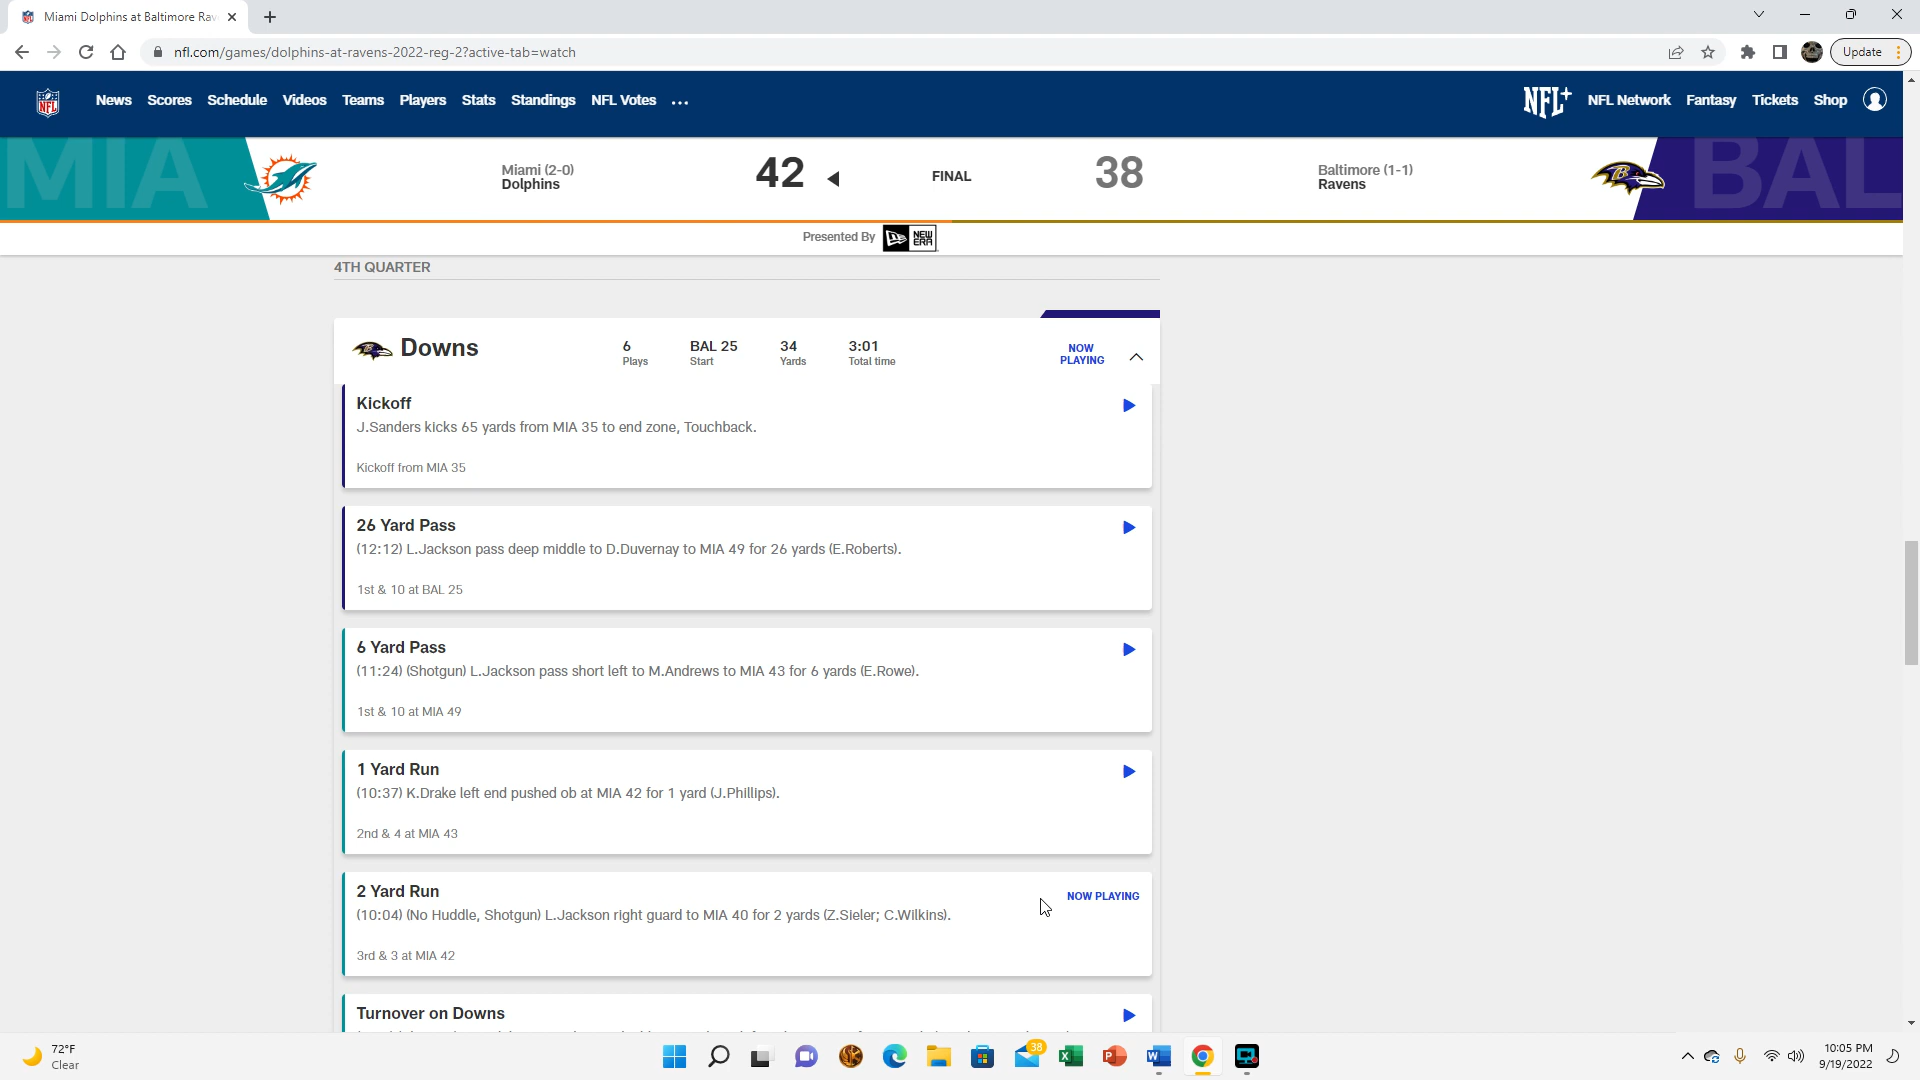 Miami Dolphins at Baltimore Rav
nfl.com/games/dolphins-at-ravens-2022-reg-2?active-tab=watch
Update
NFL
News Scores Schedule Videos Teams Players Stats Standings NFL Votes ...
NFL+ NFL Network Fantasy Tickets Shop
MIA
Miami (2-0)
Dolphins
42
FINAL
38
Baltimore (1-1)
Ravens
BAL
Presented By NEW ERA
4TH QUARTER
Downs
6
Plays
BAL 25
Start
34
Yards
3:01
Total time
NOW
PLAYING
Kickoff
J.Sanders kicks 65 yards from MIA 35 to end zone, Touchback.
Kickoff from MIA 35
26 Yard Pass
(12:12) L.Jackson pass deep middle to D.Duvernay to MIA 49 for 26 yards (E.Roberts).
1st & 10 at BAL 25
6 Yard Pass
(11:24) (Shotgun) L.Jackson pass short left to M.Andrews to MIA 43 for 6 yards (E.Rowe).
1st & 10 at MIA 49
1 Yard Run
(10:37) K.Drake left end pushed ob at MIA 42 for 1 yard (J.Phillips).
2nd & 4 at MIA 43
2 Yard Run
NOW PLAYING
(10:04) (No Huddle, Shotgun) L.Jackson right guard to MIA 40 for 2 yards (Z.Sieler; C.Wilkins).
3rd & 3 at MIA 42
Turnover on Downs
72°F
Clear
38
10:05 PM
9/19/2022